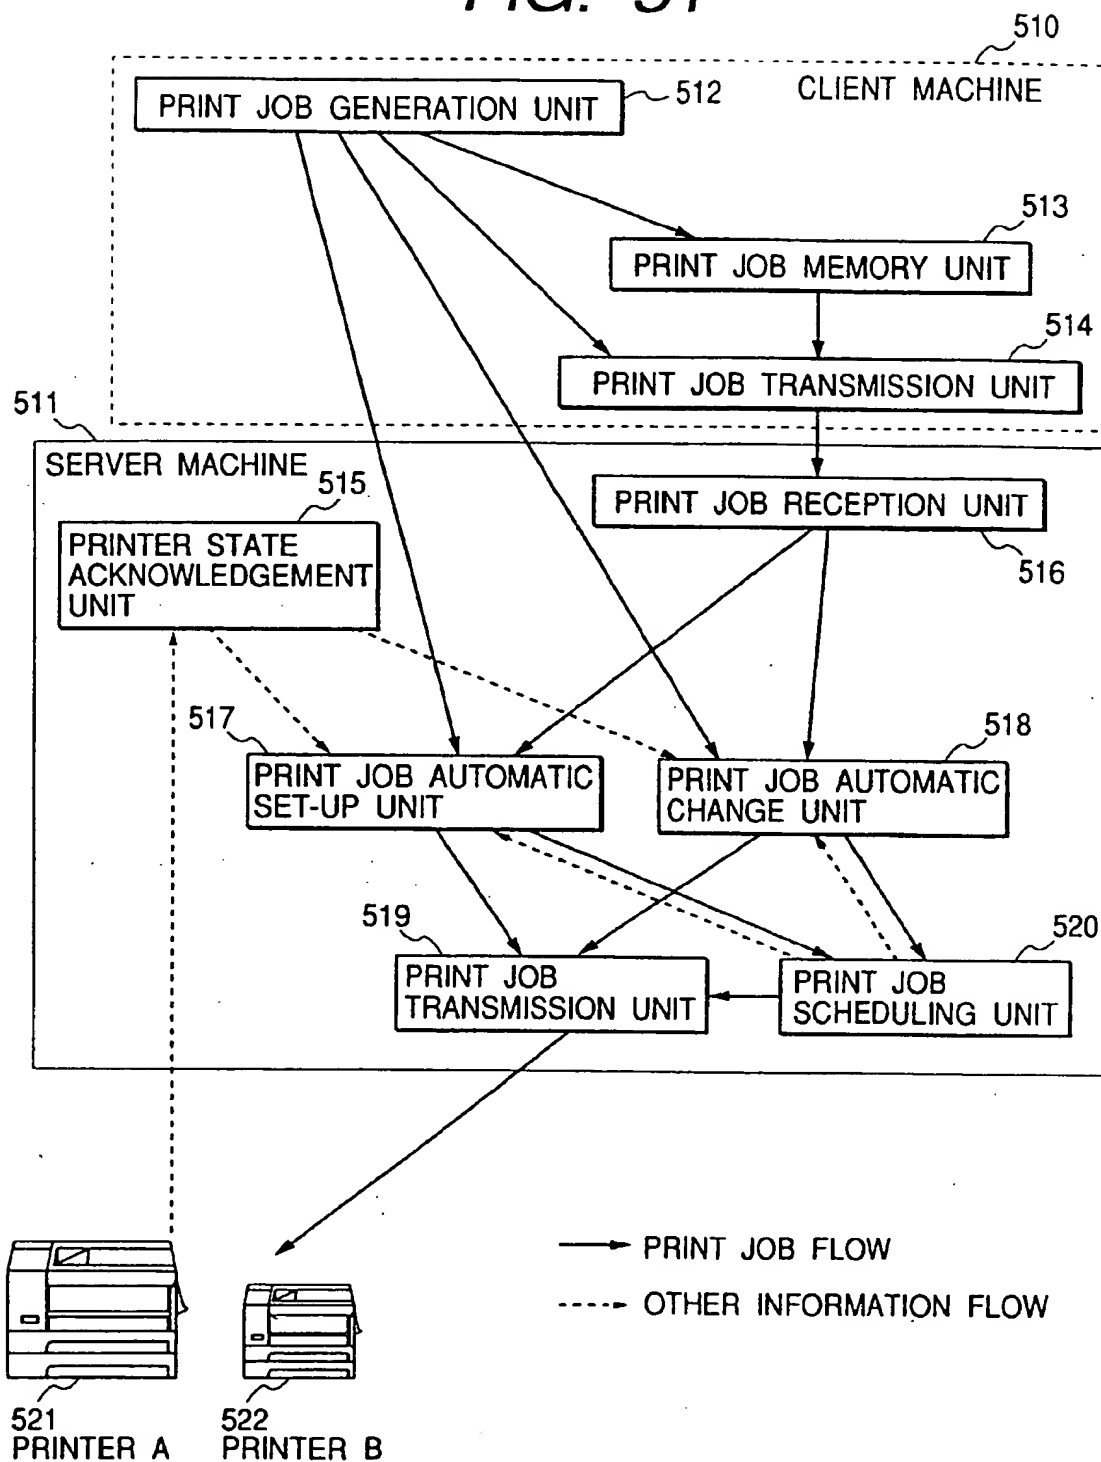 510
CLIENT MACHINE
PRINT JOB GENERATION UNIT
512
513
PRINT JOB MEMORY UNIT
514
PRINT JOB TRANSMISSION UNIT
511
SERVER MACHINE
515
PRINTER STATE
ACKNOWLEDGEMENT
UNIT
PRINT JOB RECEPTION UNIT
516
517
PRINT JOB AUTOMATIC
SET-UP UNIT
518
PRINT JOB AUTOMATIC
CHANGE UNIT
519
PRINT JOB
TRANSMISSION UNIT
520
PRINT JOB
SCHEDULING UNIT
PRINT JOB FLOW
OTHER INFORMATION FLOW
521
PRINTER A
522
PRINTER B